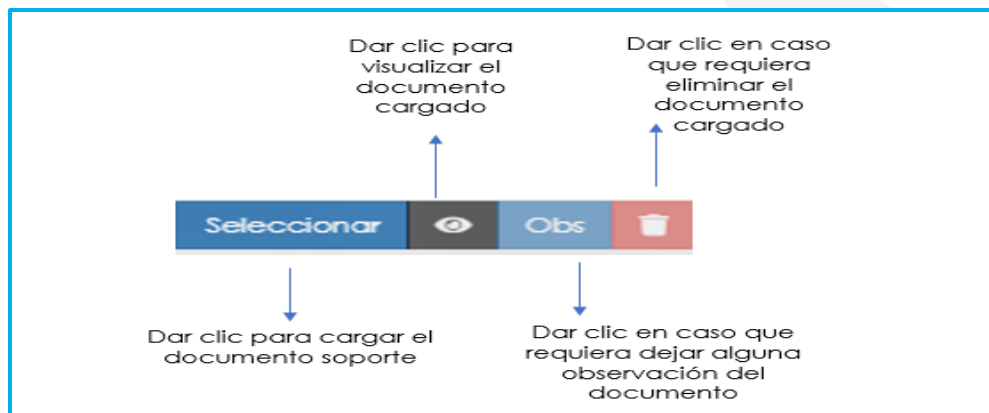 Dar clic para
visualizar el
documento
cargado
Dar clic en caso
que requiera
eliminar el
documento
cargado
Seleccionar
Obs
Dar clic para cargar el
documento soporte
Dar clic en caso que
requiera dejar alguna
observación del
documento